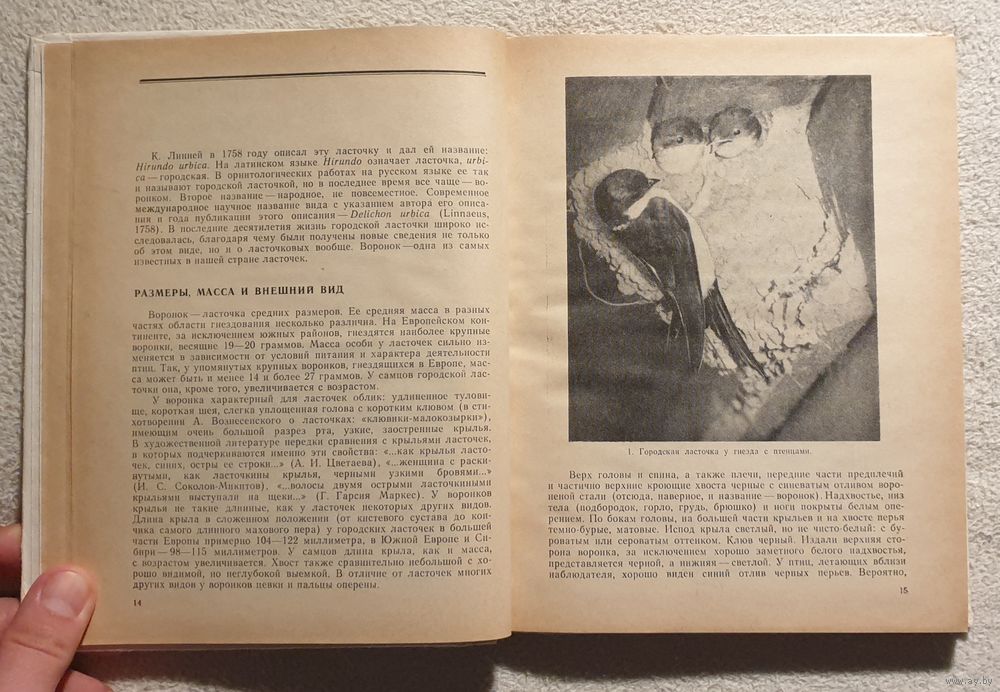 К. Линней в 1758 году описал эту ласточку и дал ей название:
Hirundo urbica. На латинском языке Hirundo означает ласточка, urbi-
ca — городская. В орнитологических работах на русском языке ее так
и называют городской ласточкой, но в последнее время все чаще — во-
ронком. Второе название — народное, не повсеместное. Современное
международное научное название вида с указанием автора его описа-
ния и года публикации этого описания — Delichon urbica (Linnaeus,
1758). В последние десятилетия жизнь городской ласточки широко ис-
следовалась, благодаря чему были получены новые сведения не только
об этом виде, но и о ласточковых вообще. Воронок — одна из самых
известных в нашей стране ласточек.
РАЗМЕРЫ, МАССА И ВНЕШНИЙ ВИД
Воронок — ласточка средних размеров. Ее средняя масса в разных
частях области гнездования несколько различна. На Европейском кон-
тиненте, за исключением южных районов, гнездятся наиболее крупные
воронки, весящие 19—20 граммов. Масса особи у ласточек сильно из-
меняется в зависимости от условий питания и характера деятельности
птиц. Так, у упомянутых крупных воронков, гнездящихся в Европе, мас-
са может быть и менее 14 и более 27 граммов. У самцов городской лас-
точки она, кроме того, увеличивается с возрастом.
У воронка характерный для ласточек облик: удлиненное тулови-
ще, короткая шея, слегка уплощенная голова с коротким клювом (в сти-
хотворении А. Вознесенского о ласточках: «клювики-малокозырки»),
имеющим очень большой разрез рта, узкие, заостренные крылья.
В художественной литературе нередки сравнения с крыльями ласточек,
в которых подчеркиваются именно эти свойства: «...как крылья ласто-
чек, синих, остры ее строки...» (А. И. Цветаева), «...женщина с раски-
нутыми, как ласточкины крылья, черными узкими бровями...»
(И. С. Соколов-Микитов), «...волосы двумя острыми ласточкиными
крыльями выступали на щеки...» (Г. Гарсия Маркес). У воронков
крылья не такие длинные, как у ласточек некоторых других видов.
Длина крыла в сложенном положении (от кистевого сустава до кон-
чика самого длинного махового пера) у городских ласточек в большей
части Европы примерно 104—122 миллиметра, в Южной Европе и Си-
бири — 98—115 миллиметров. У самцов длина крыла, как и масса,
с возрастом увеличивается. Хвост также сравнительно небольшой с хо-
рошо видимой, но неглубокой выемкой. В отличие от ласточек многих
других видов у воронков цевки и пальцы оперены.
14
1. Городская ласточка у гнезда с птенцами.
Верх головы и спина, а также плечи, передние части предплечий
и частично верхние кроющие хвоста черные с синеватым отливом воро-
неной стали (отсюда, наверное, и название — воронок). Надхвостье, низ
тела (подбородок, горло, грудь, брюшко) и ноги покрыты белым опе-
рением. По бокам головы, на большей части крыльев и на хвосте перья
темно-бурые, матовые. Испод крыла светлый, но не чисто-белый: с бу-
роватым или сероватым оттенком. Клюв черный. Издали верхняя сто-
рона воронка, за исключением хорошо заметного белого надхвостья,
представляется черной, а нижняя — светлой. У птиц, летающих вблизи
наблюдателя, хорошо виден синий отлив черных перьев. Вероятно,
15
www.ay.by